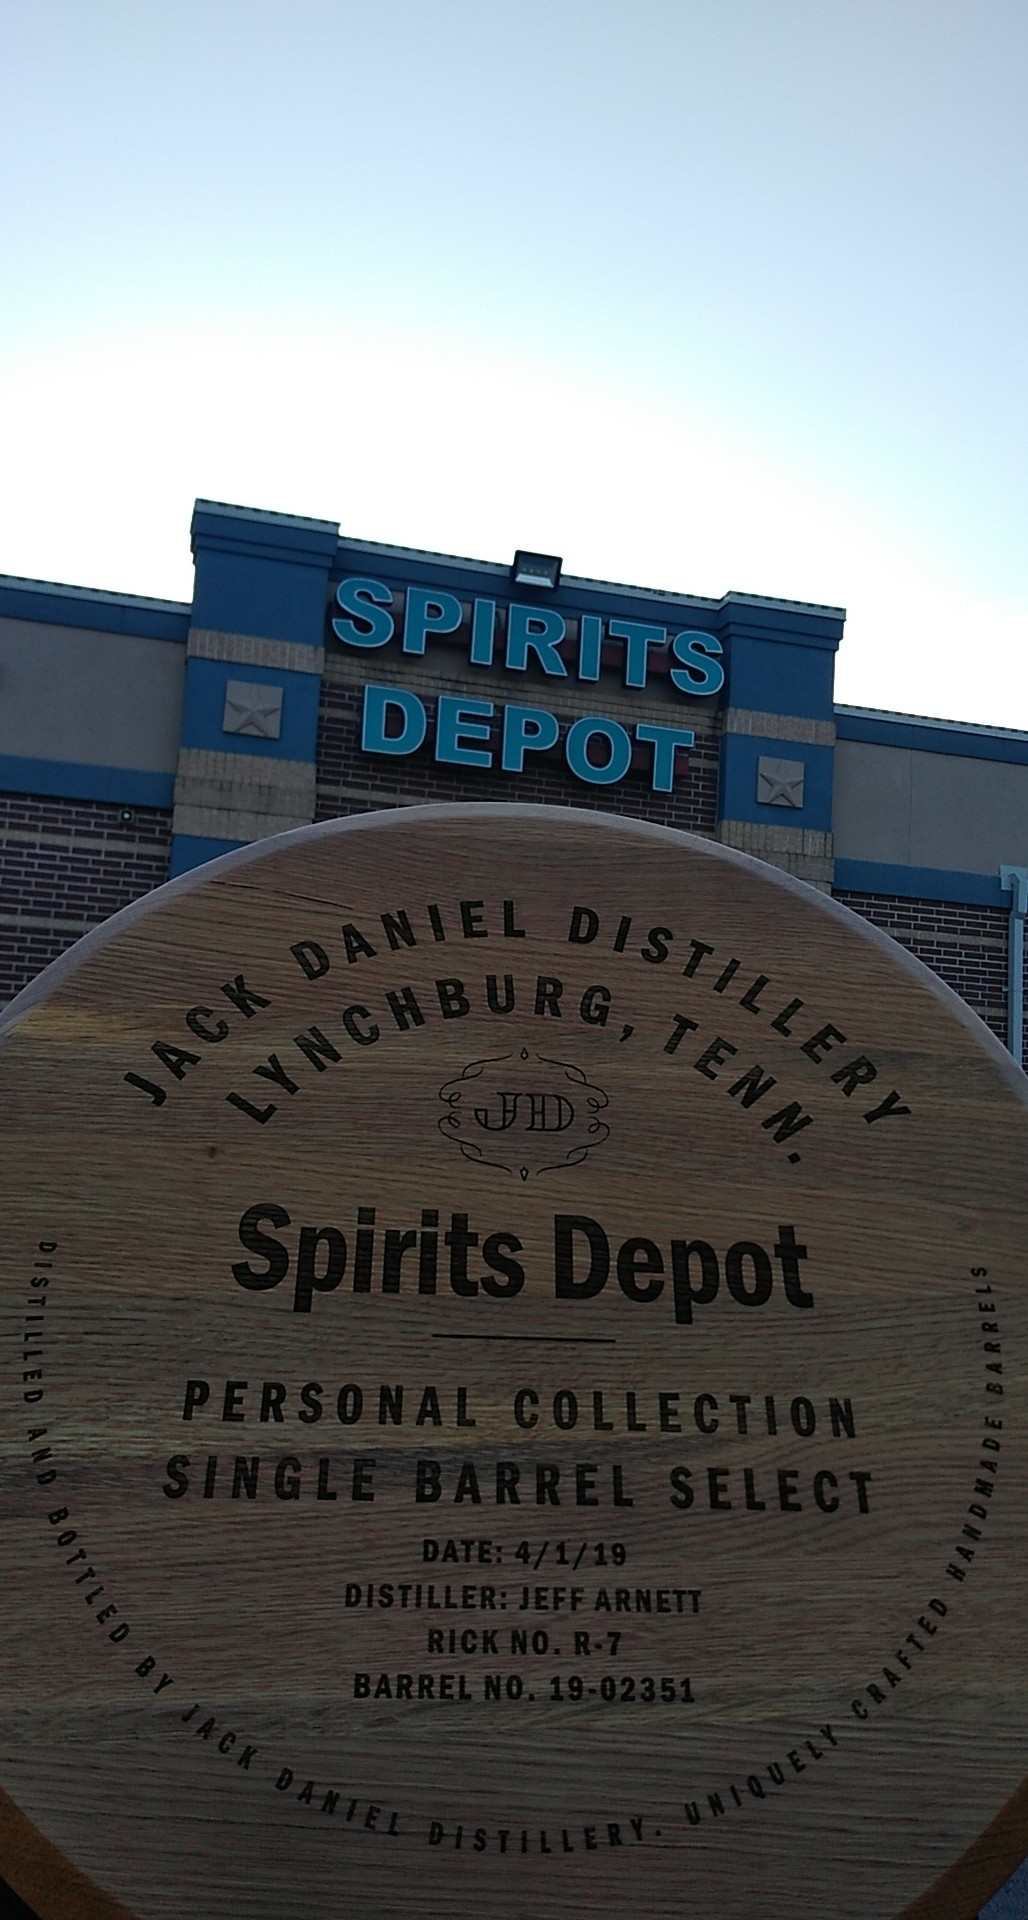 SPIRITS
DEPOT
JACK DANIEL DISTILLERY
LYNCHBURG, TENN.
JD
Spirits Depot
PERSONAL COLLECTION
SINGLE BARREL SELECT
DATE: 4/1/19
DISTILLER: JEFF ARNETT
RICK NO. R-7
BARREL NO. 19-02351
DISTILLED AND BOTTLED BY JACK DANIEL DISTILLERY. UNIQUELY CRAFTED HANDMADE BARRELS